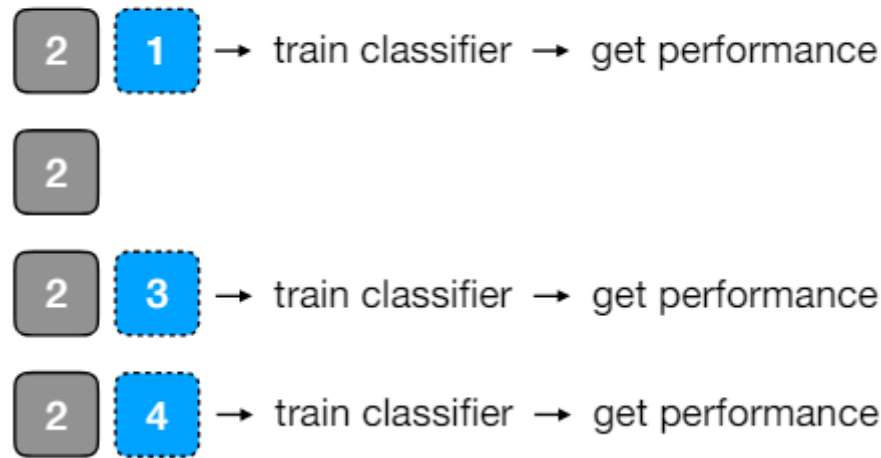 2 1 → train classifier → get performance
2
2 3 → train classifier → get performance
2 4 → train classifier → get performance